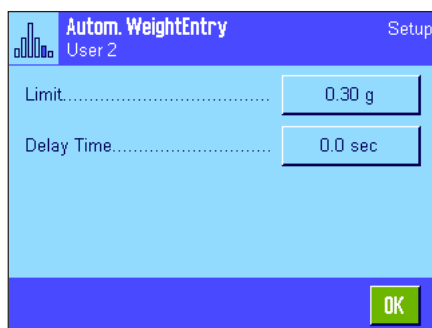 Autom. WeightEntry Setup
User 2
Limit....................................... 0.30 g
Delay Time.............................. 0.0 sec
OK